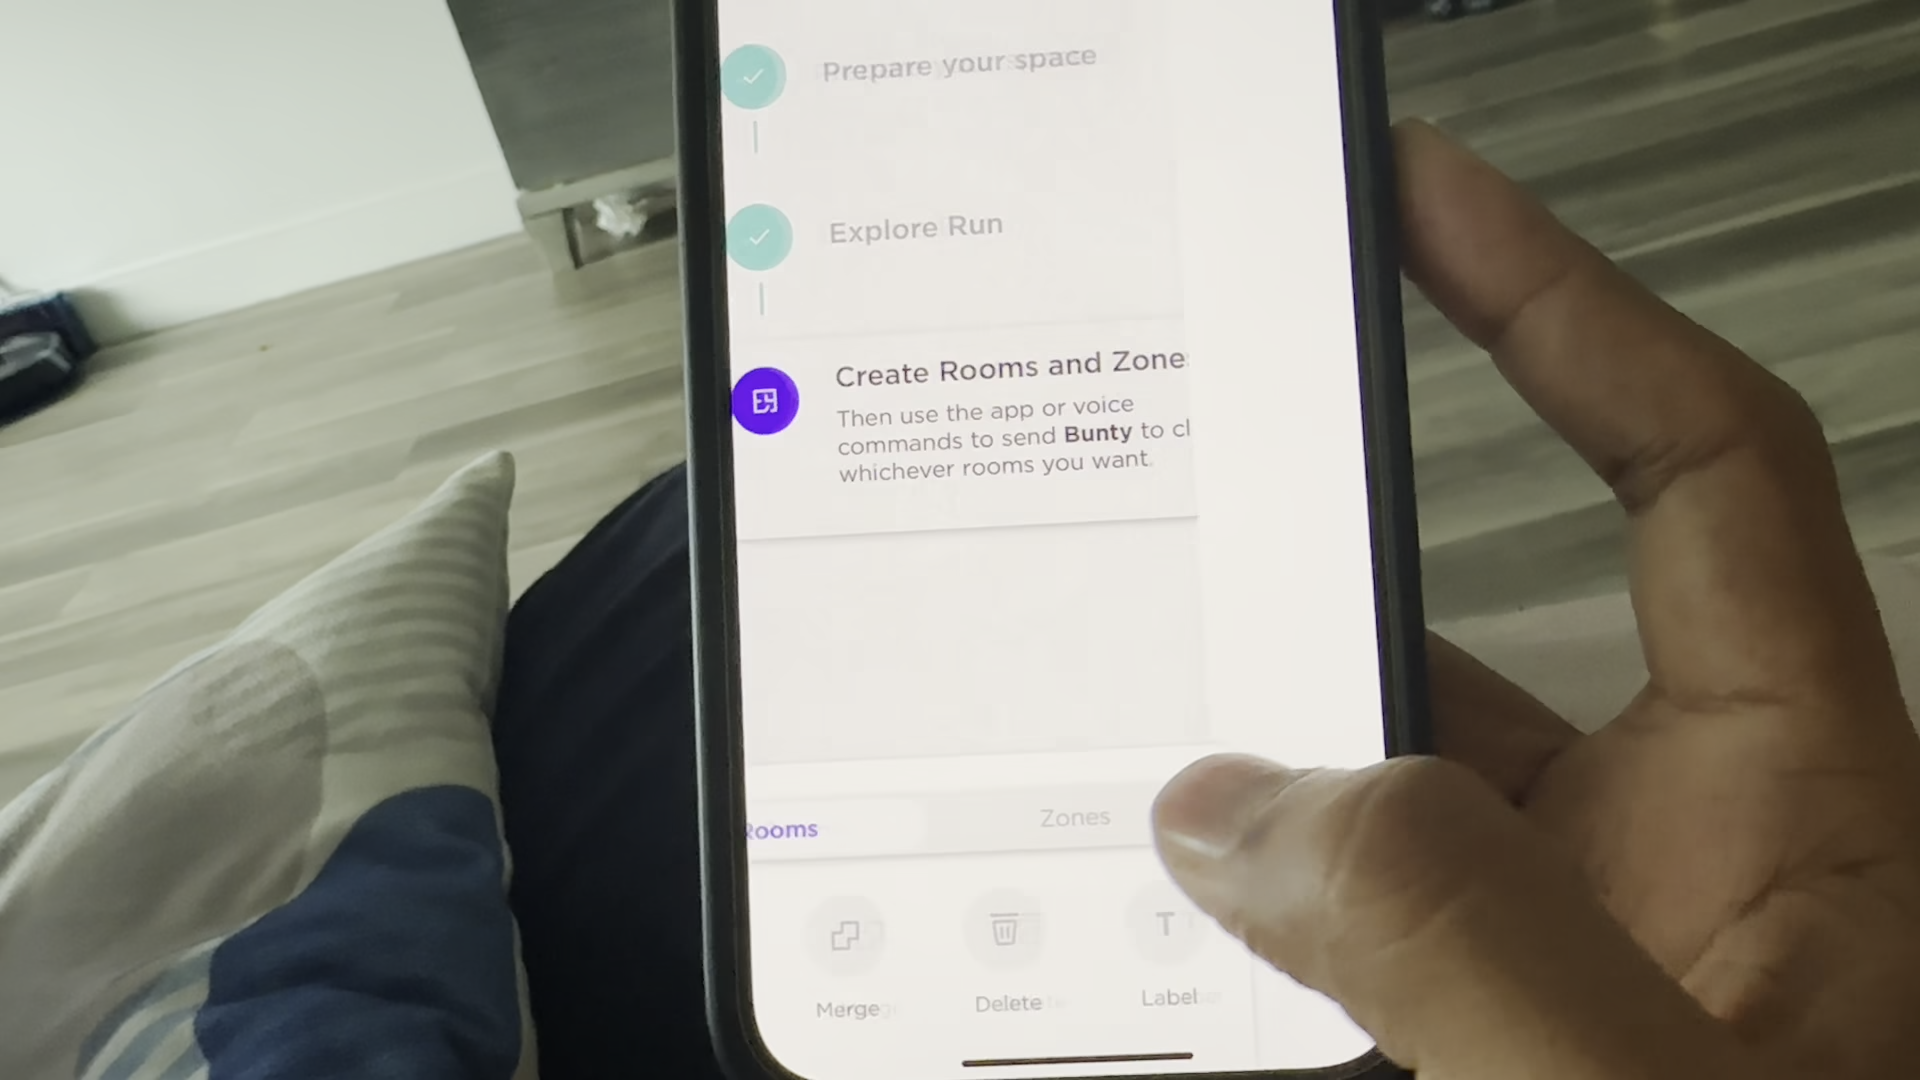 Prepare your space
Explore Run
Create Rooms and Zone
Then use the app or voice
commands to send Bunty to cl
whichever rooms you want.
Rooms
Zones
Merge
Delete
Label